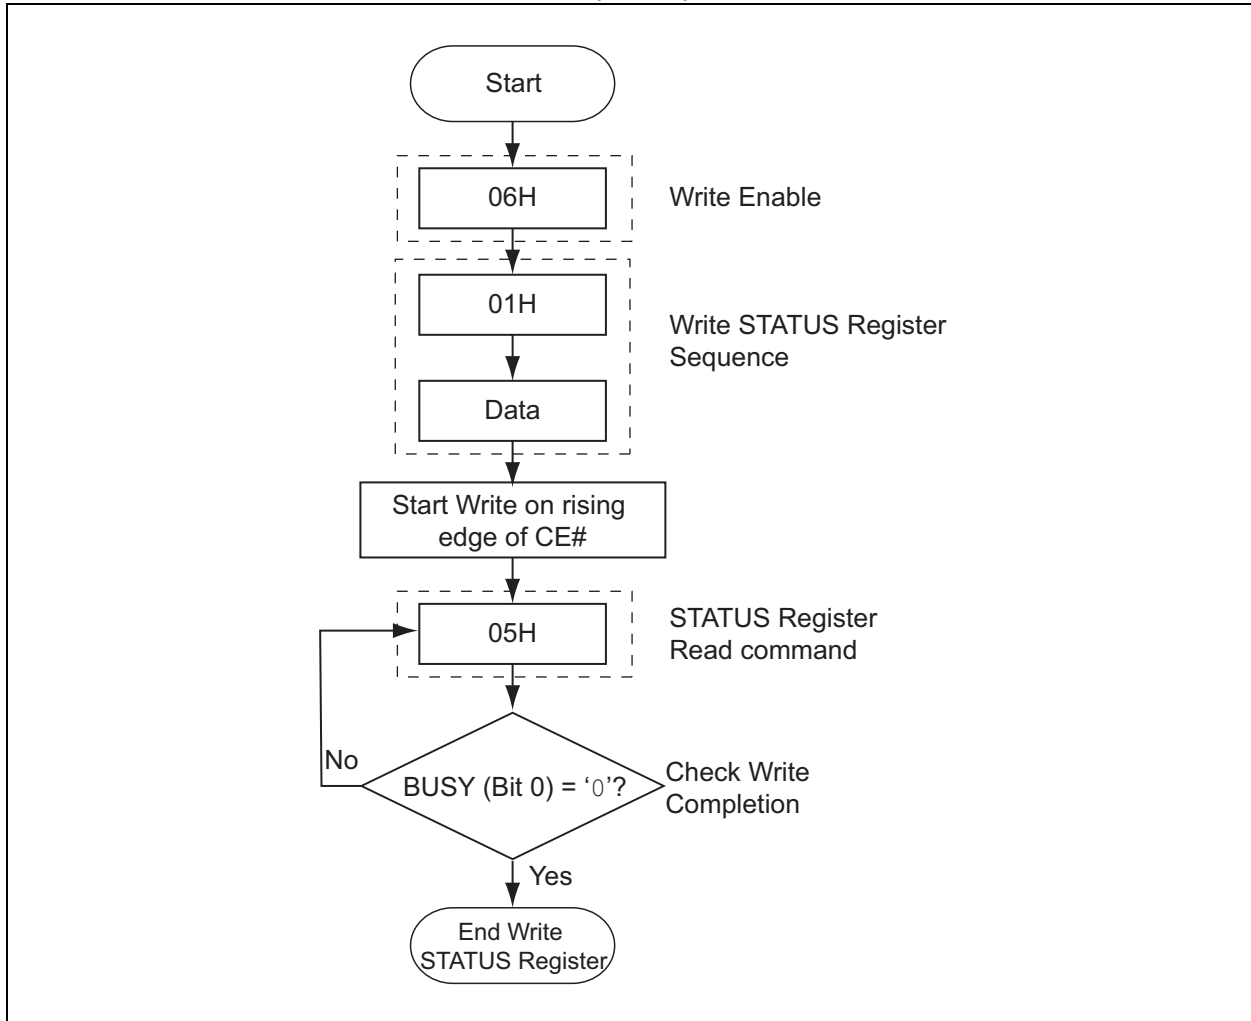 Start
06H
Write Enable
01H
Write STATUS Register
Sequence
Data
Start Write on rising
edge of CE#
05H
STATUS Register
Read command
No
BUSY (Bit 0) = ‘0’?
Check Write
Completion
Yes
End Write
STATUS Register